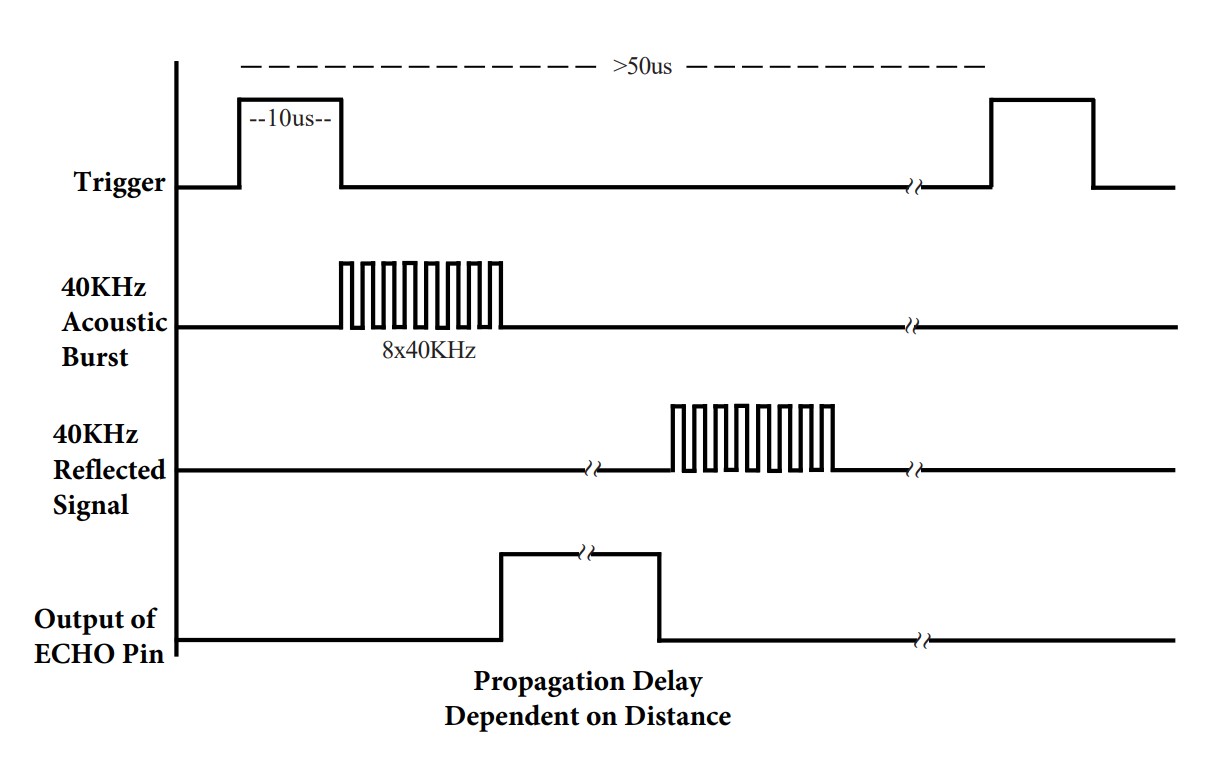 >50us
--10us--
Trigger
40KHz
Acoustic
Burst
8x40KHz
40KHz
Reflected
Signal
Output of
ECHO Pin
Propagation Delay
Dependent on Distance